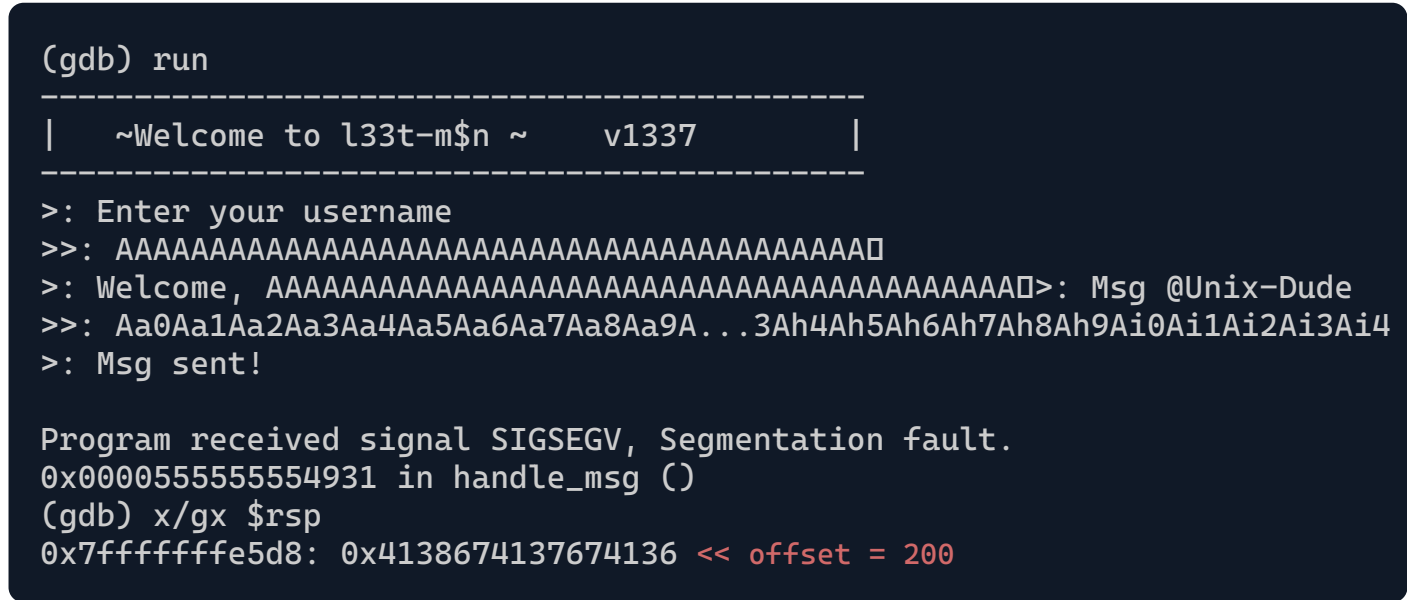 (gdb) run
--------------------------------------------
|   ~Welcome to l33t-m$n ~    v1337        |
--------------------------------------------
>: Enter your username
>>: AAAAAAAAAAAAAAAAAAAAAAAAAAAAAAAAAAAAAAAA▯
>: Welcome, AAAAAAAAAAAAAAAAAAAAAAAAAAAAAAAAAAAAAAAA▯>: Msg @Unix-Dude
>>: Aa0Aa1Aa2Aa3Aa4Aa5Aa6Aa7Aa8Aa9A...3Ah4Ah5Ah6Ah7Ah8Ah9Ai0Ai1Ai2Ai3Ai4
>: Msg sent!
Program received signal SIGSEGV, Segmentation fault.
0x0000555555554931 in handle_msg ()
(gdb) x/gx $rsp
0x7fffffffe5d8: 0x4138674137674136 << offset = 200